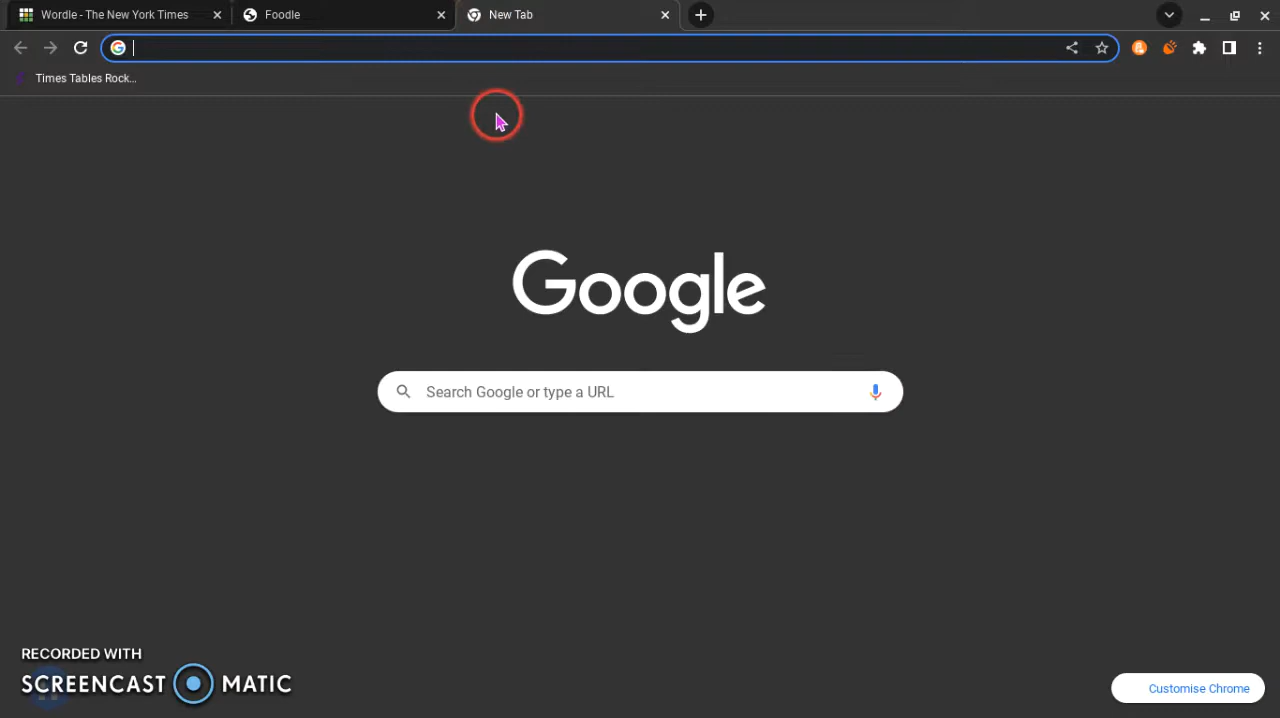 Wordle - The New York Times
Foodle
New Tab
Times Tables Rock...
Google
Search Google or type a URL
RECORDED WITH
SCREENCAST MATIC
Customise Chrome